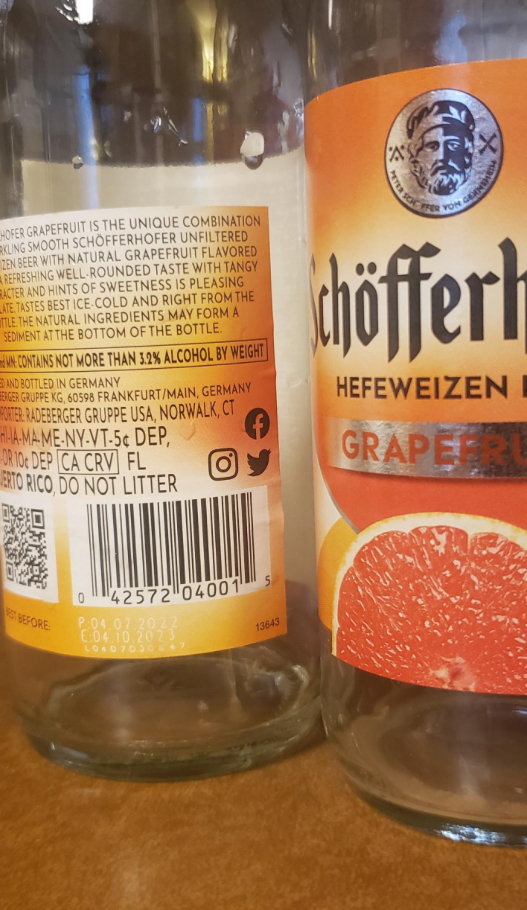 HOFER GRAPEFRUIT IS THE UNIQUE COMBINATION
RKLING SMOOTH SCHÖFFERHOFER UNFILTERED
ZEN BEER WITH NATURAL GRAPEFRUIT FLAVORED
A REFRESHING WELL-ROUNDED TASTE WITH TANGY
RACTER AND HINTS OF SWEETNESS IS PLEASING
LATE. TASTES BEST ICE-COLD AND RIGHT FROM THE
TTLE. THE NATURAL INGREDIENTS MAY FORM A
SEDIMENT AT THE BOTTOM OF THE BOTTLE.
nd MN: CONTAINS NOT MORE THAN 3.2% ALCOHOL BY WEIGHT
ED AND BOTTLED IN GERMANY
BERGER GRUPPE KG, 60598 FRANKFURT/MAIN, GERMANY
PORTER: RADEBERGER GRUPPE USA, NORWALK, CT
HI-IA-MA-ME-NY-VT-5¢ DEP,
-OR 10¢ DEP CA CRV FL
ERTO RICO, DO NOT LITTER
0 42572 04001 5
BEST BEFORE:
P:04.07.2022
E:04.10.2023
13643
PETER SCHÖFFER VON GERNSHEIM
Schöfferh
HEFEWEIZEN
GRAPEFRU